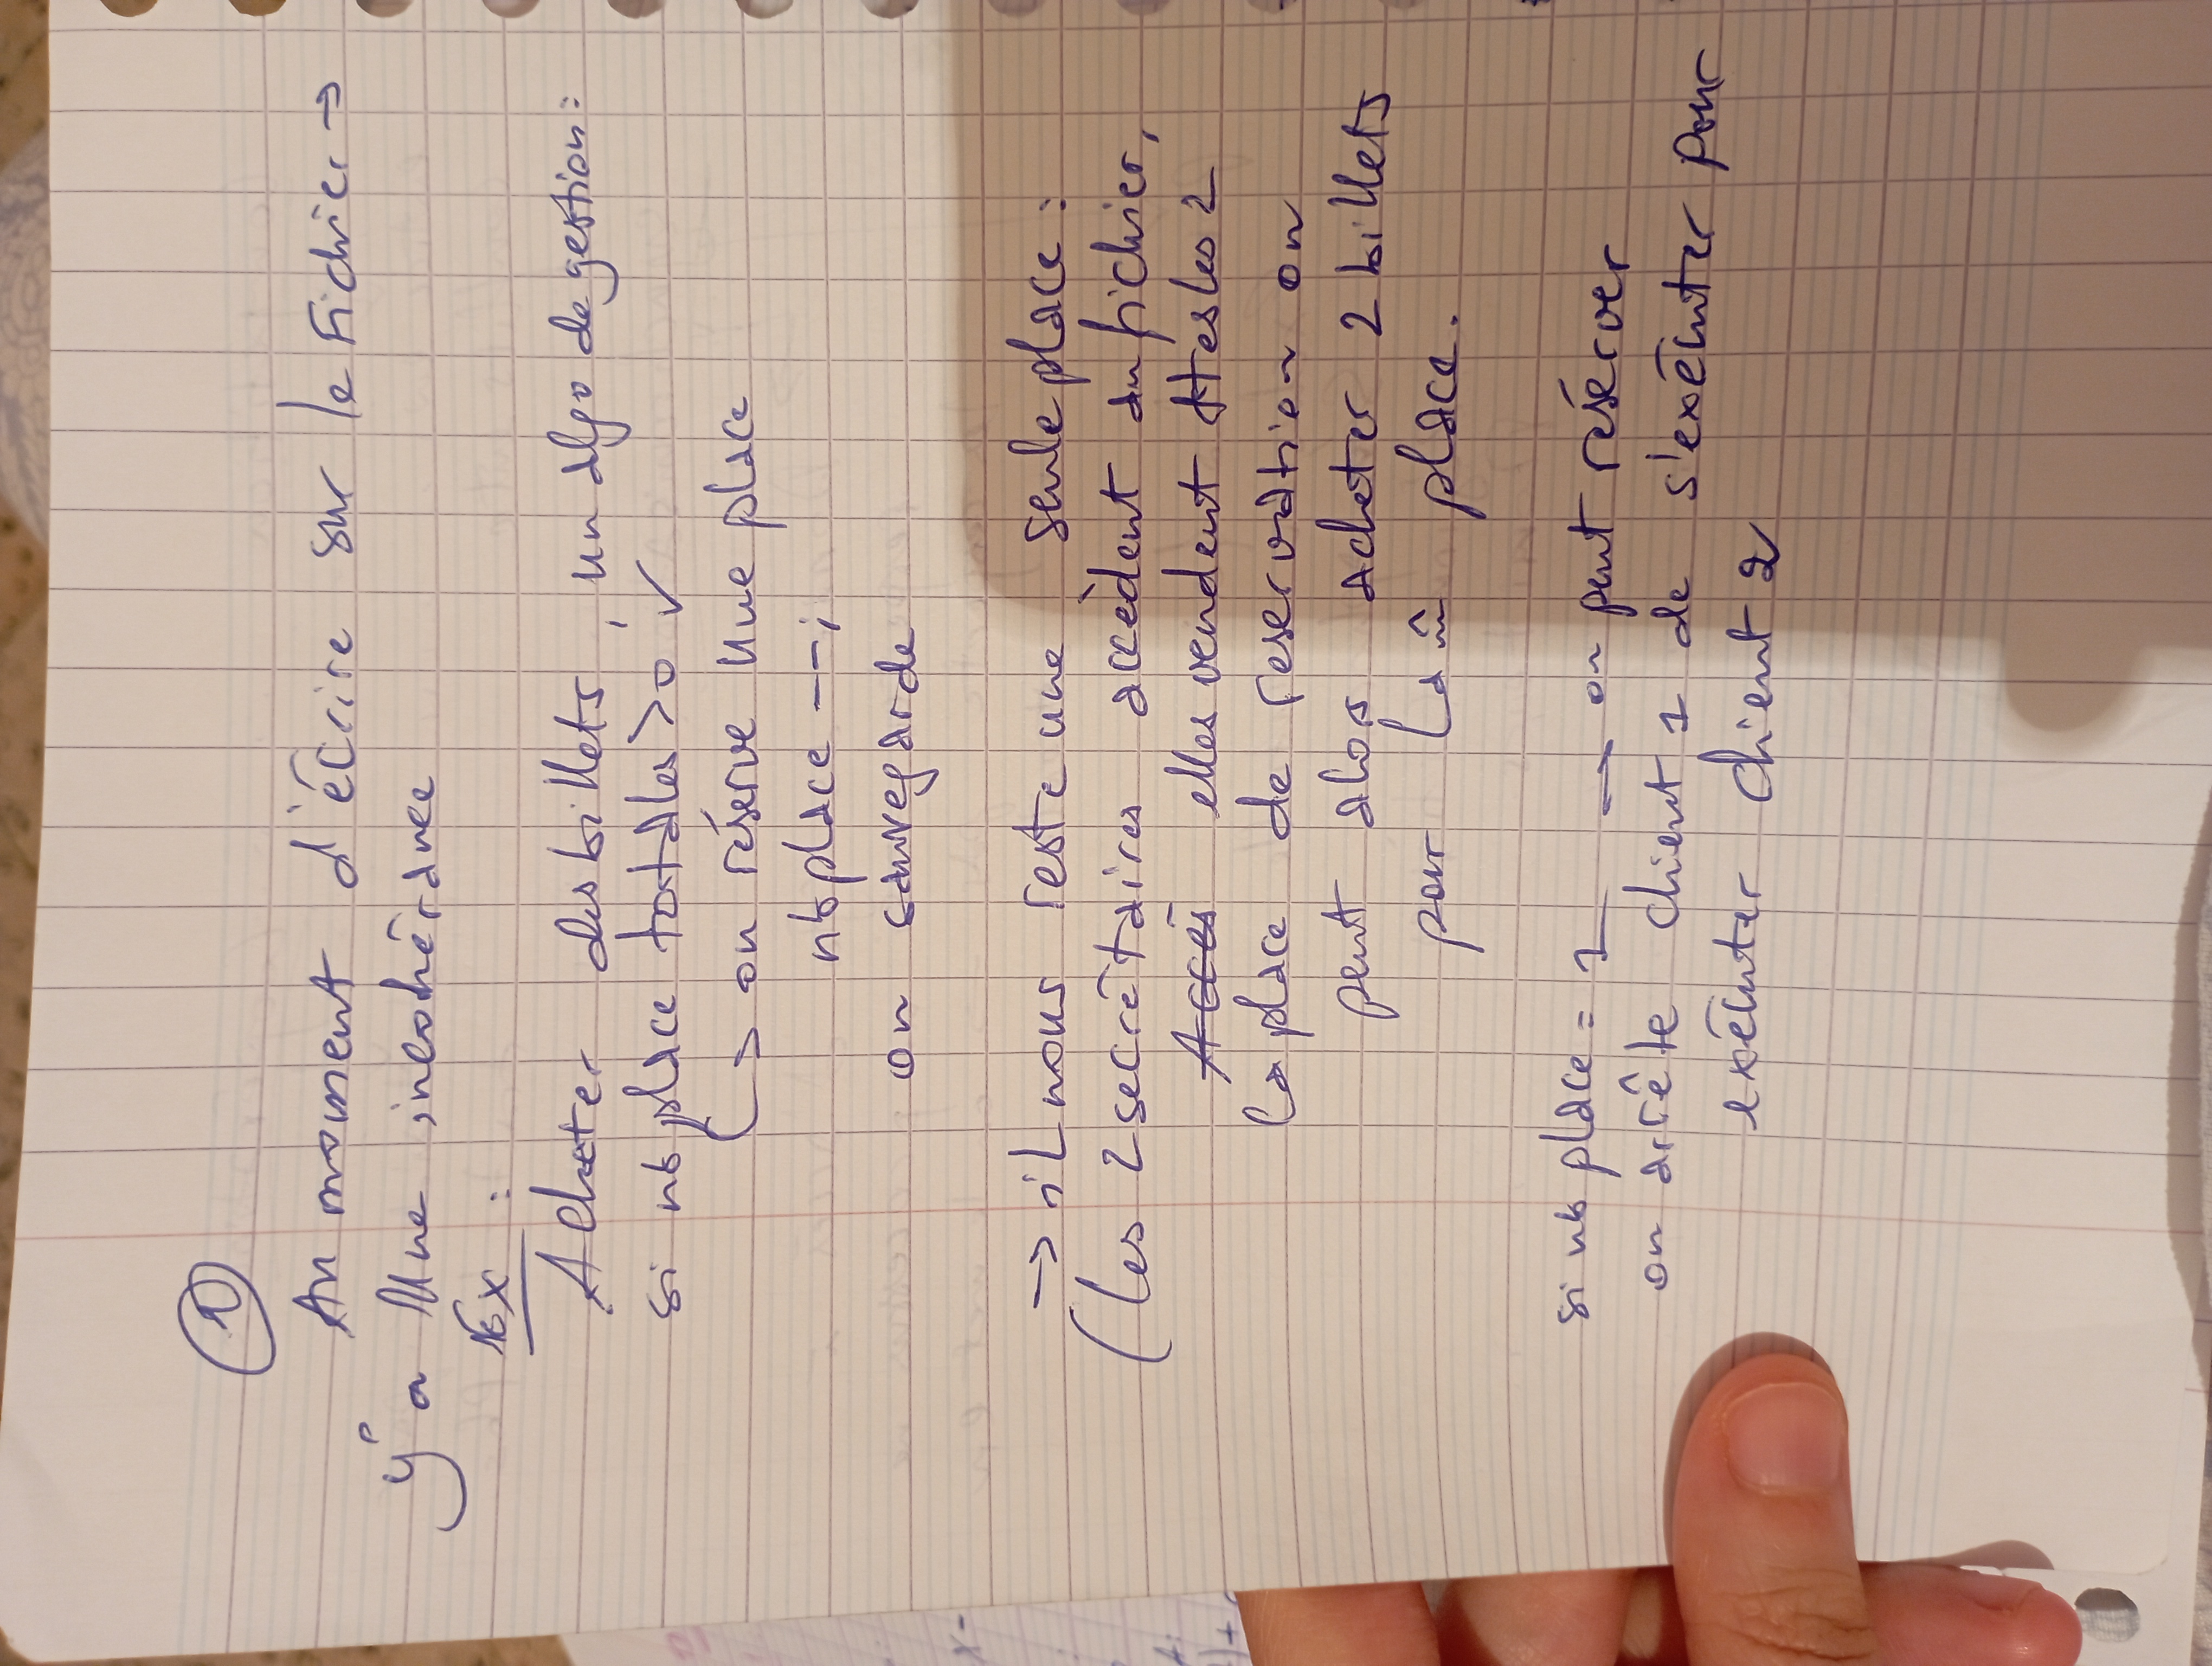 ①
Au moment d'écrire sur le fichier →
y'a Une incohérance
Ex :
Acheter des billets, un algo de gestion :
si nb place totales > 0 ✓
↳ on réserve Une place
nb place --;
on sauvegarde
→ il nous reste une seule place :
(les 2 secrétaires accèdent au fichier,
Accès elles vendent ttes les 2
la place de reservation on
peut alors acheter 2 billets
pour la m̂ place.
si nb place = 1 → on peut réserver
on arrête client 1 de s'exécuter pour
exécuter client 2